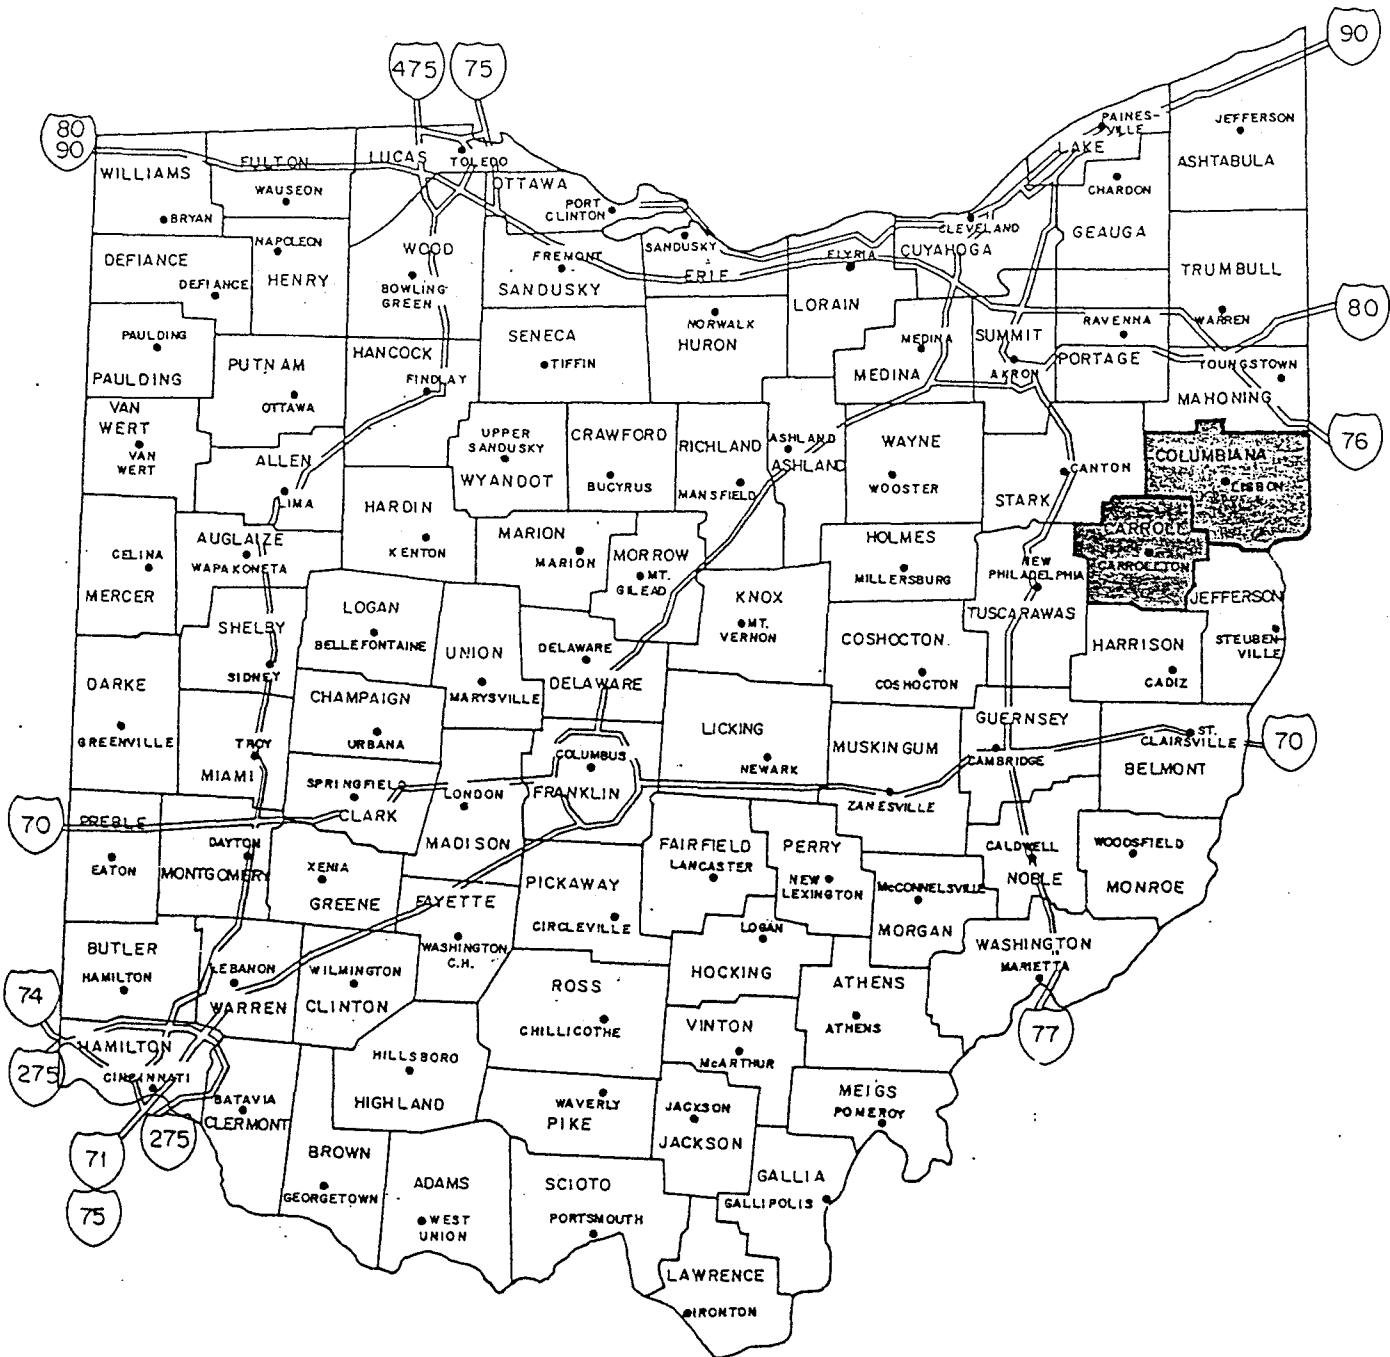 90
475
75
80
90
PAINES-
VILLE
LAKE
JEFFERSON
ASHTABULA
WILLIAMS
BRYAN
FULTON
WAUSEON
LUCAS
TOLEDO
OTTAWA
PORT
CLINTON
CHARDON
GEAUGA
CLEVELAND
CUYAHOGA
DEFIANCE
DEFIANCE
NAPOLEON
HENRY
WOOD
BOWLING
GREEN
FREMONT
SANDUSKY
SANDUSKY
ERIE
ELYRIA
LORAIN
TRUMBULL
WARREN
80
PAULDING
PAULDING
PUTNAM
OTTAWA
HANCOCK
FINDLAY
SENECA
TIFFIN
NORWALK
HURON
MEDINA
MEDINA
SUMMIT
AKRON
RAVENNA
PORTAGE
YOUNGSTOWN
MAHONING
76
VAN
WERT
VAN
WERT
ALLEN
LIMA
UPPER
SANDUSKY
WYANDOT
CRAWFORD
BUCYRUS
RICHLAND
MANSFIELD
ASHLAND
ASHLAND
WAYNE
WOOSTER
CANTON
STARK
COLUMBIANA
LISBON
CELINA
MERCER
AUGLAIZE
WAPAKONETA
HARDIN
KENTON
MARION
MARION
MORROW
MT.
GILEAD
HOLMES
MILLERSBURG
NEW
PHILADELPHIA
TUSCARAWAS
CARROLL
CARROLLTON
JEFFERSON
STEUBEN-
VILLE
SHELBY
SIDNEY
LOGAN
BELLEFONTAINE
UNION
MARYSVILLE
DELAWARE
DELAWARE
KNOX
MT.
VERNON
COSHOCTON
COSHOCTON
HARRISON
CADIZ
DARKE
GREENVILLE
CHAMPAIGN
URBANA
TROY
MIAMI
COLUMBUS
FRANKLIN
LICKING
NEWARK
MUSKINGUM
ZANESVILLE
GUERNSEY
CAMBRIDGE
ST.
CLAIRSVILLE
BELMONT
70
70
PREBLE
EATON
DAYTON
MONTGOMERY
SPRINGFIELD
CLARK
LONDON
MADISON
XENIA
GREENE
FAYETTE
WASHINGTON
C.H.
PICKAWAY
CIRCLEVILLE
FAIRFIELD
LANCASTER
PERRY
NEW
LEXINGTON
McCONNELSVILLE
MORGAN
CALDWELL
NOBLE
WOODSFIELD
MONROE
BUTLER
HAMILTON
LEBANON
WARREN
WILMINGTON
CLINTON
ROSS
CHILLICOTHE
LOGAN
HOCKING
ATHENS
ATHENS
WASHINGTON
MARIETTA
77
74
275
HAMILTON
CINCINNATI
BATAVIA
CLERMONT
HILLSBORO
HIGHLAND
WAVERLY
PIKE
VINTON
McARTHUR
JACKSON
JACKSON
MEIGS
POMEROY
71
75
275
BROWN
GEORGETOWN
ADAMS
WEST
UNION
SCIOTO
PORTSMOUTH
GALLIA
GALLIPOLIS
LAWRENCE
IRONTON